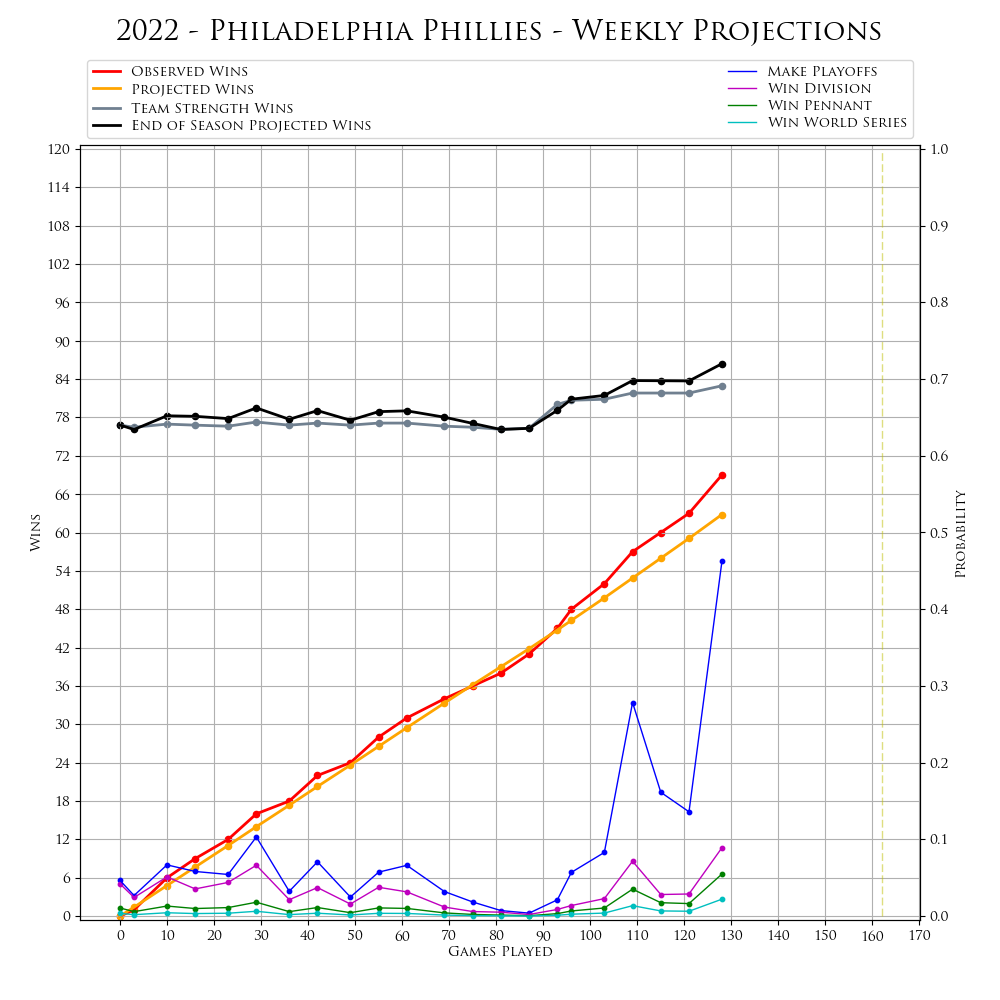 2022 - Philadelphia Phillies - Weekly Projections
Observed Wins
Projected Wins
Team Strength Wins
End of Season Projected Wins
Make Playoffs
Win Division
Win Pennant
Win World Series
120
114
108
102
96
90
84
78
72
66
60
54
48
42
36
30
24
18
12
6
0
Wins
1.0
0.9
0.8
0.7
0.6
0.5
0.4
0.3
0.2
0.1
0.0
Probability
0 10 20 30 40 50 60 70 80 90 100 110 120 130 140 150 160 170
Games Played